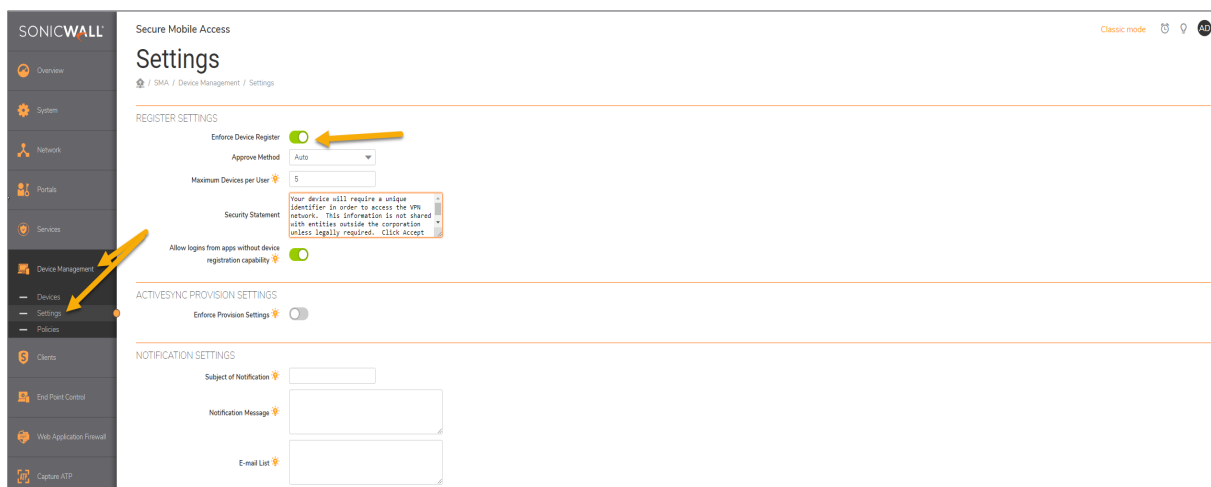 SONICWALL
Secure Mobile Access
Classic mode
AD
Settings
/ SMA / Device Management / Settings
Overview
System
Network
Portals
Services
Device Management
Devices
Settings
Policies
Clients
End Point Control
Web Application Firewall
Capture ATP
REGISTER SETTINGS
Enforce Device Register
Approve Method Auto
Maximum Devices per User 5
Security Statement
Your device will require a unique
identifier in order to access the VPN
network. This information is not shared
with entities outside the corporation
unless legally required. Click Accept
Allow logins from apps without device
registration capability
ACTIVESYNC PROVISION SETTINGS
Enforce Provision Settings
NOTIFICATION SETTINGS
Subject of Notification
Notification Message
E-mail List